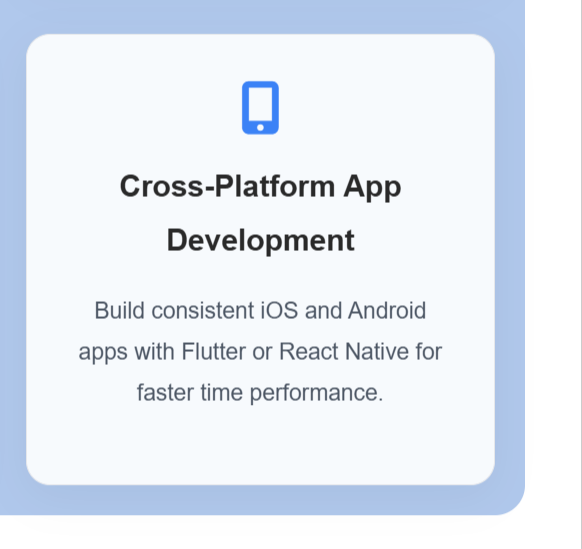 Cross-Platform App
Development
Build consistent iOS and Android
apps with Flutter or React Native for
faster time performance.